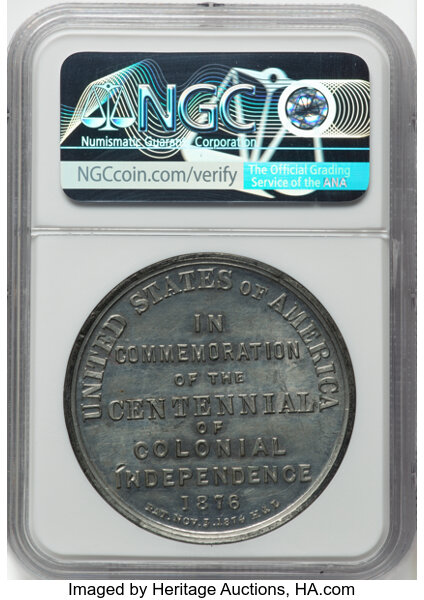 NGC
Numismatic Guaranty Corporation
NGCcoin.com/verify
The Official Grading
Service of the ANA
UNITED STATES OF AMERICA
IN
COMMEMORATION
OF THE
CENTENNIAL
OF
COLONIAL
INDEPENDENCE
1876
PAT. NOV. 3. 1874 H & L
Imaged by Heritage Auctions, HA.com